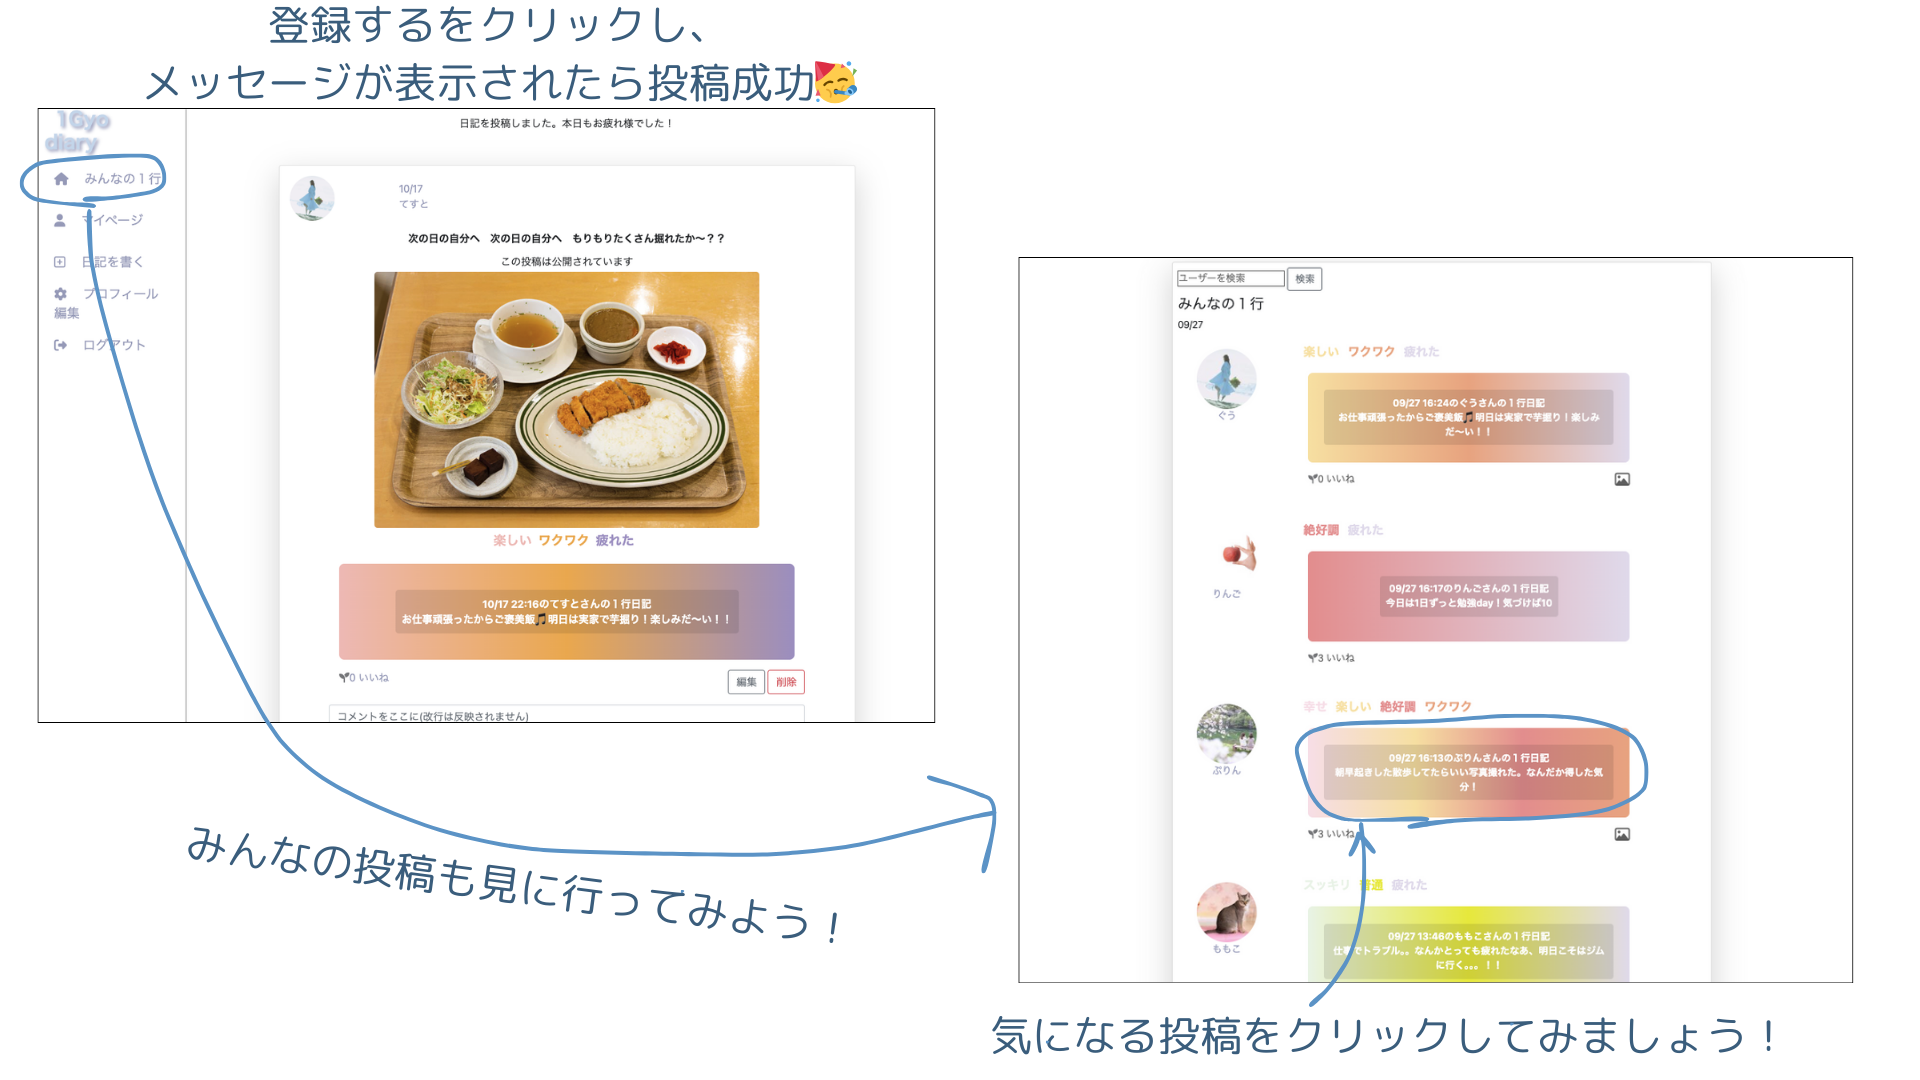 登録するをクリックし、
メッセージが表示されたら投稿成功🥳
1Gyo
diary
みんなの１行
マイページ
日記を書く
プロフィール
編集
ログアウト
日記を投稿しました。本日もお疲れ様でした！
10/17
てすと
次の日の自分へ　次の日の自分へ　もりもりたくさん掘れたか〜？？
この投稿は公開されています
楽しい ワクワク 疲れた
10/17 22:16のてすとさんの１行日記
お仕事頑張ったからご褒美飯🎵明日は実家で芋掘り！楽しみだ〜い！！
0 いいね
編集 削除
コメントをここに(改行は反映されません)
みんなの投稿も見に行ってみよう！
ユーザーを検索 検索
みんなの１行
09/27
楽しい ワクワク 疲れた
ぐう
09/27 16:24のぐうさんの１行日記
お仕事頑張ったからご褒美飯🎵明日は実家で芋掘り！楽しみ
だ〜い！！
0 いいね
絶好調 疲れた
りんご
09/27 16:17のりんごさんの１行日記
今日は1日ずっと勉強day！気づけば10
3 いいね
幸せ 楽しい 絶好調 ワクワク
ぷりん
09/27 16:13のぷりんさんの１行日記
朝早起きした散歩してたらいい写真撮れた。なんだか得した気
分！
3 いいね
スッキリ 普通 疲れた
ももこ
09/27 13:46のももこさんの１行日記
仕事でトラブル。。なんかとっても疲れたなあ、明日こそはジム
に行く。。。！！
気になる投稿をクリックしてみましょう！